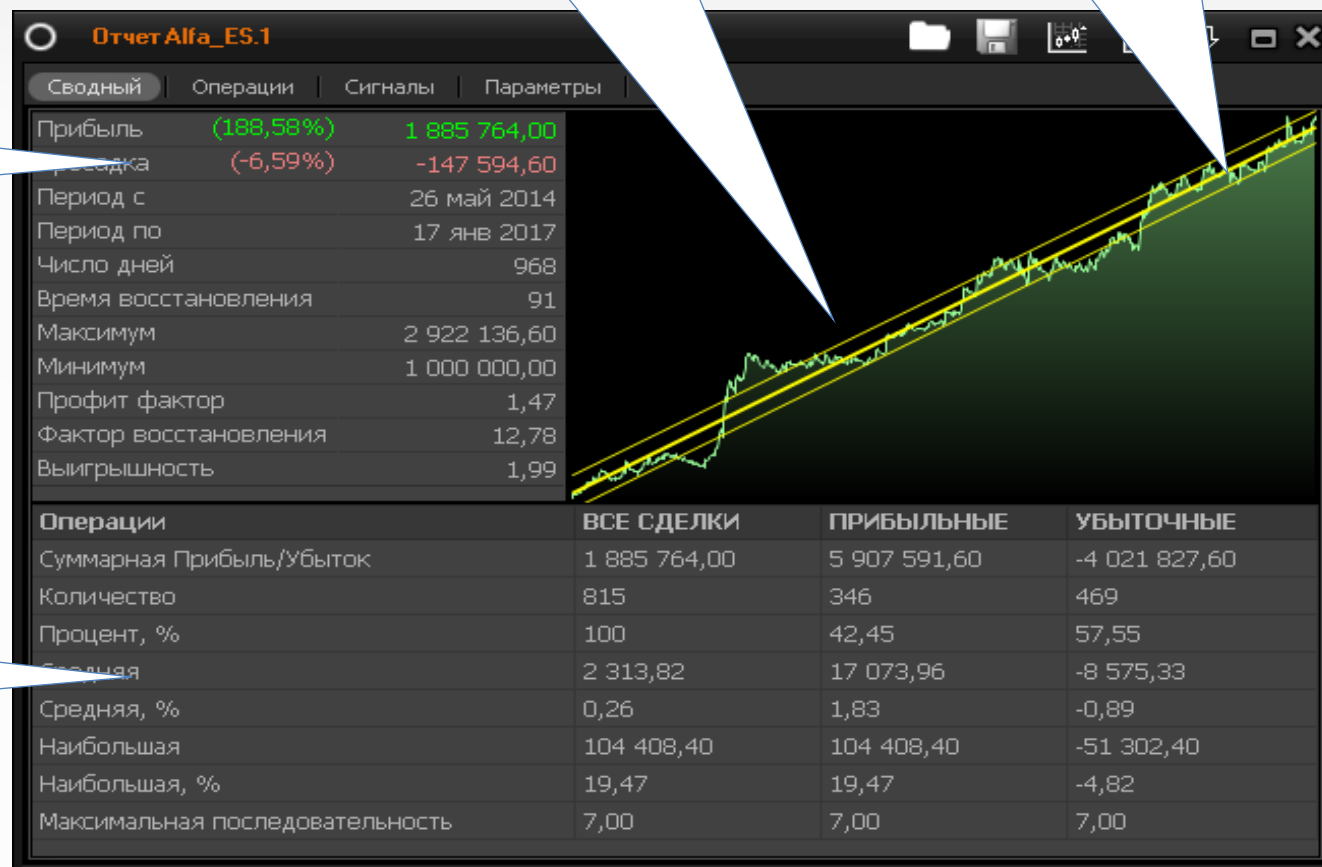 Отчет Alfa_ES.1
Сводный Операции Сигналы Параметры
Прибыль (188,58%) 1 885 764,00
(-6,59%) -147 594,60
Период с 26 май 2014
Период по 17 янв 2017
Число дней 968
Время восстановления 91
Максимум 2 922 136,60
Минимум 1 000 000,00
Профит фактор 1,47
Фактор восстановления 12,78
Выигрышность 1,99
Операции ВСЕ СДЕЛКИ ПРИБЫЛЬНЫЕ УБЫТОЧНЫЕ
Суммарная Прибыль/Убыток 1 885 764,00 5 907 591,60 -4 021 827,60
Количество 815 346 469
Процент, % 100 42,45 57,55
Средняя 2 313,82 17 073,96 -8 575,33
Средняя, % 0,26 1,83 -0,89
Наибольшая 104 408,40 104 408,40 -51 302,40
Наибольшая, % 19,47 19,47 -4,82
Максимальная последовательность 7,00 7,00 7,00